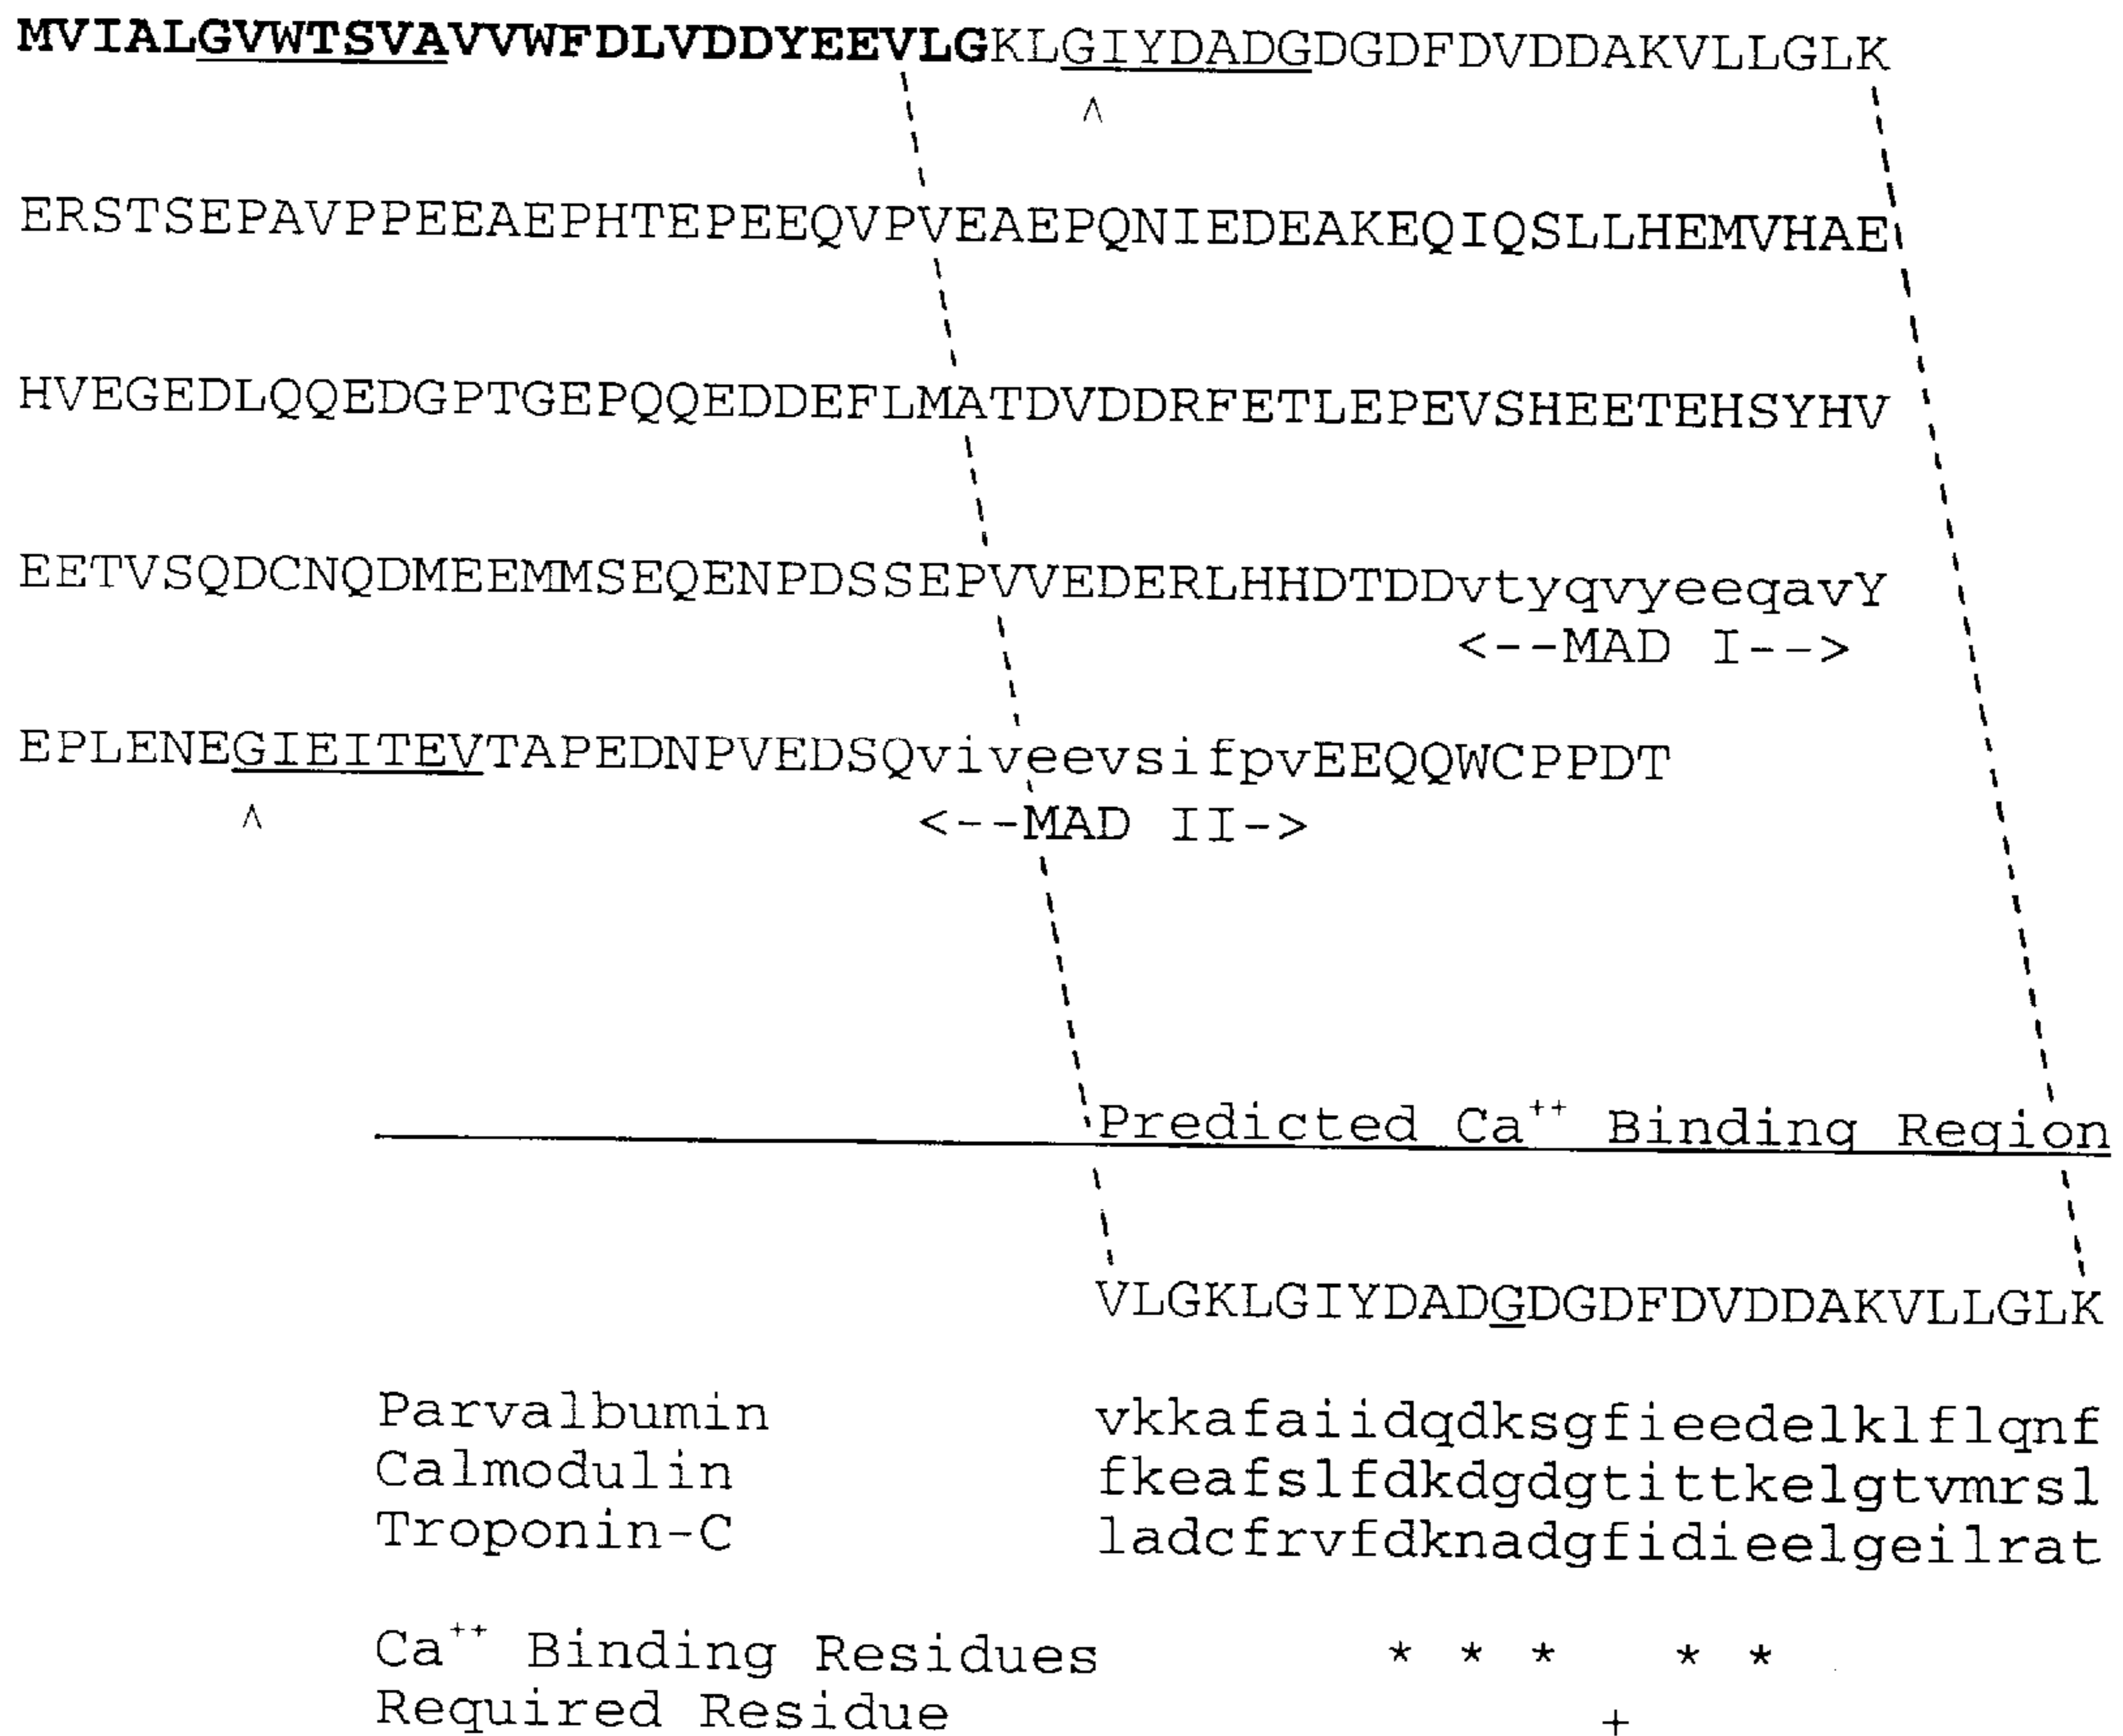 MVIALGVWTSVAVVWFDLVDDYEEVLGKLGIYDADGDGDFDVDDAKVLLGLK
^
ERSTSEPAVPPEEAEPHTEPEEQVPVEAEPQNIEDEAKEQIQSLLHEMVHAE
HVEGEDLQQEDGPTGEPQQEDDEFLMATDVDDRFETLEPEVSHEETEHSYHV
EETVSQDCNQDMEEMMSEQENPDSSEPVVEDERLHHDTDDvtyqvyeeqavY
<--MAD I-->
EPLENEGIEITEVTAPEDNPVEDSQviveevsifpvEEQQWCPPDT
^ <--MAD II->
Predicted Ca++ Binding Region
VLGKLGIYDADGDGDFDVDDAKVLLGLK
Parvalbumin vkkafaiidqdksgfieedelklflqnf
Calmodulin fkeafslfdkdgdgtittkelgtvmrsl
Troponin-C ladcfrvfdknadgfidieelgeilrat
Ca++ Binding Residues * * * * *
Required Residue +